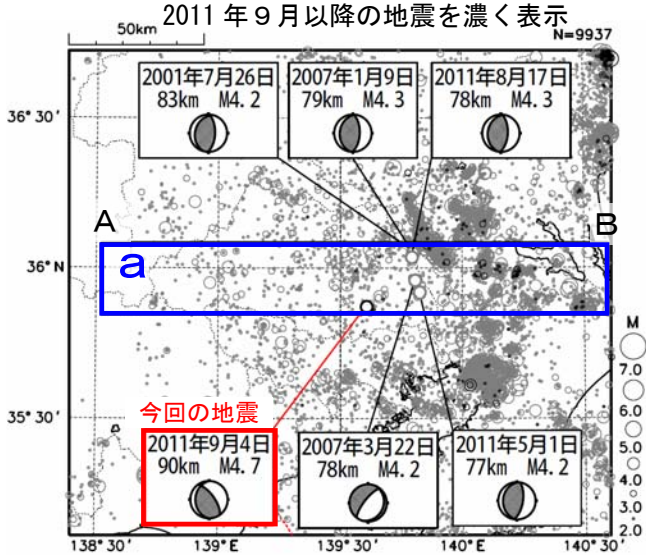 2011年９月以降の地震を濃く表示
50km
N=9937
2001年7月26日
83km M4.2
2007年1月9日
79km M4.3
2011年8月17日
78km M4.3
36°30'
A
B
36°N
a
M
7.0
6.0
5.0
4.0
3.0
2.0
35°30'
今回の地震
2011年9月4日
90km M4.7
2007年3月22日
78km M4.2
2011年5月1日
77km M4.2
138°30'
139°E
139°30'
140°E
140°30'